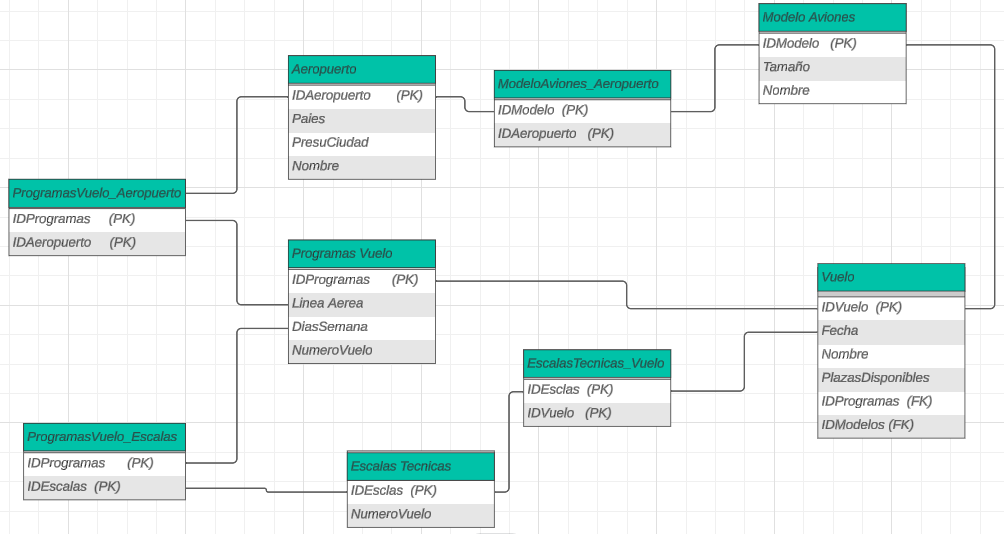 Modelo Aviones
IDModelo (PK)
Tamaño
Nombre
Aeropuerto
IDAeropuerto (PK)
Paies
PresuCiudad
Nombre
ModeloAviones_Aeropuerto
IDModelo (PK)
IDAeropuerto (PK)
ProgramasVuelo_Aeropuerto
IDProgramas (PK)
IDAeropuerto (PK)
Programas Vuelo
IDProgramas (PK)
Linea Aerea
DiasSemana
NumeroVuelo
Vuelo
IDVuelo (PK)
Fecha
Nombre
PlazasDisponibles
IDProgramas (FK)
IDModelos (FK)
EscalasTecnicas_Vuelo
IDEsclas (PK)
IDVuelo (PK)
ProgramasVuelo_Escalas
IDProgramas (PK)
IDEscalas (PK)
Escalas Tecnicas
IDEsclas (PK)
NumeroVuelo